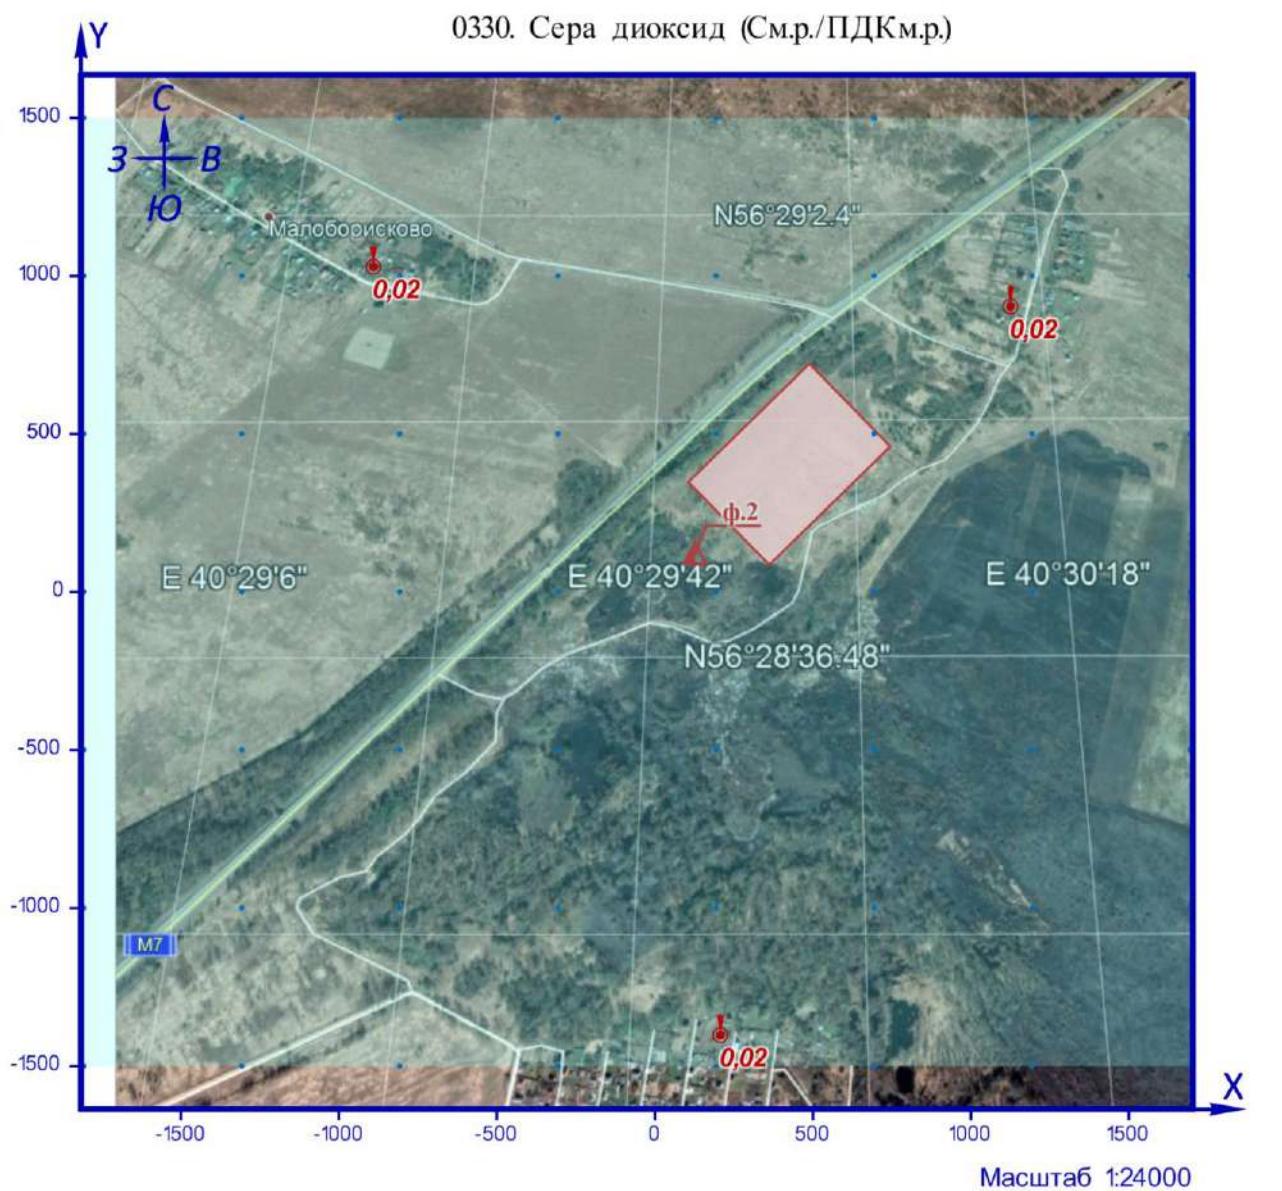 0330. Сера диоксид (См.р./ПДКм.р.)
Y
1500
1000
500
0
-500
-1000
-1500
С
З В
Ю
Малоборисково
0,02
N56°29'2.4"
0,02
ф.2
E 40°29'6"
E 40°29'42"
E 40°30'18"
N56°28'36.48"
М7
0,02
X
-1500 -1000 -500 0 500 1000 1500
Масштаб 1:24000